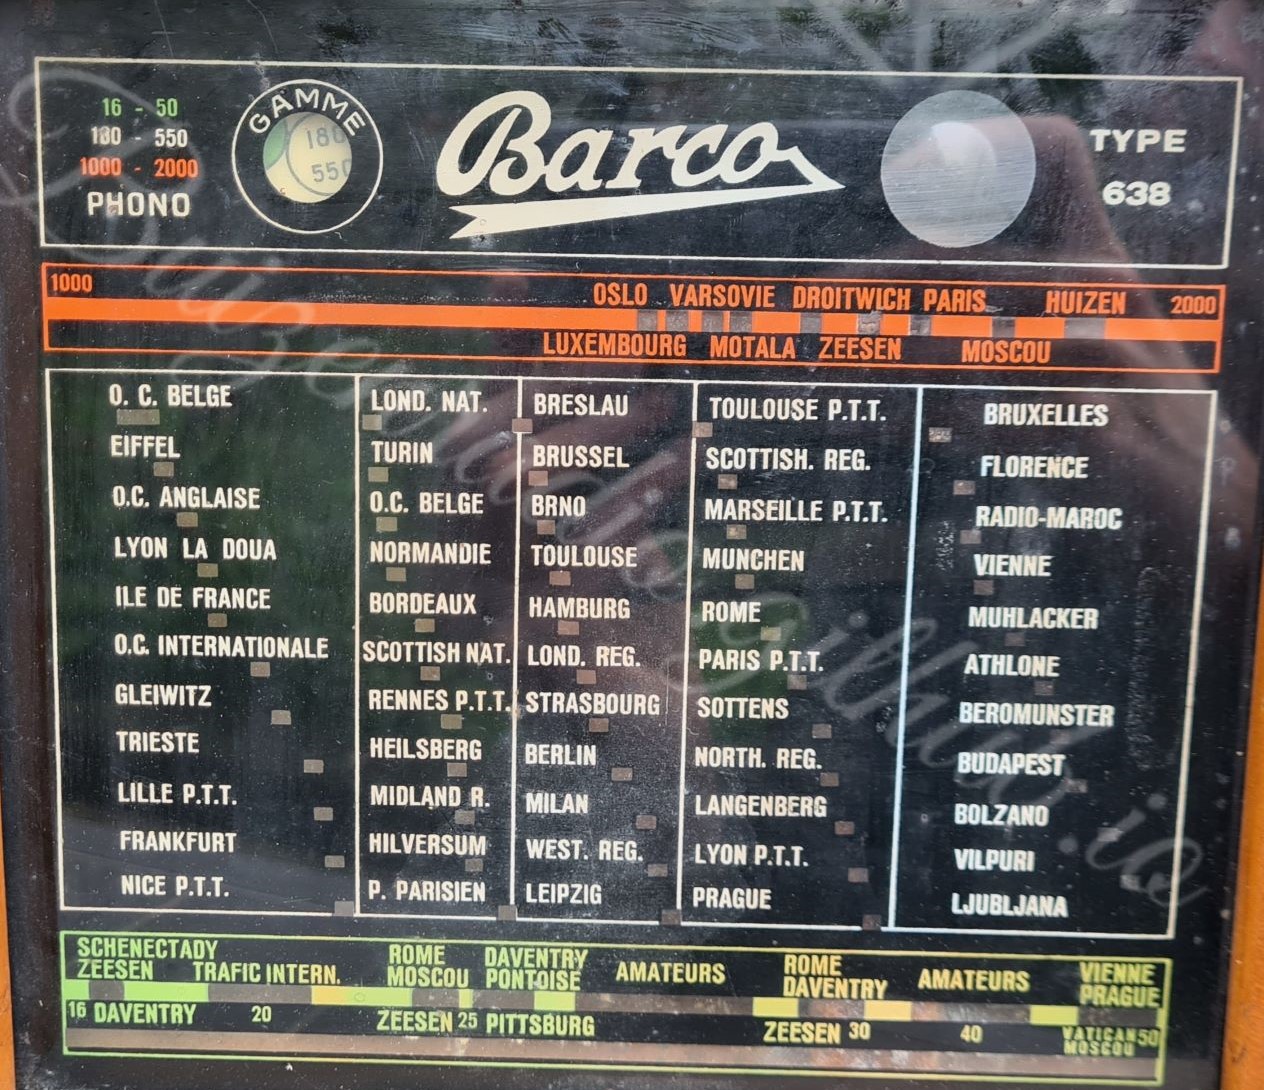 16 - 50
180 - 550
1000 - 2000
PHONO
GAMME
180
550
Barco
TYPE
638
1000
OSLO VARSOVIE DROITWICH PARIS HUIZEN 2000
LUXEMBOURG MOTALA ZEESEN MOSCOU
O. C. BELGE
EIFFEL
O.C. ANGLAISE
LYON LA DOUA
ILE DE FRANCE
O.C. INTERNATIONALE
GLEIWITZ
TRIESTE
LILLE P.T.T.
FRANKFURT
NICE P.T.T.
LOND. NAT.
TURIN
O.C. BELGE
NORMANDIE
BORDEAUX
SCOTTISH NAT.
RENNES P.T.T.
HEILSBERG
MIDLAND R.
HILVERSUM
P. PARISIEN
BRESLAU
BRUSSEL
BRNO
TOULOUSE
HAMBURG
LOND. REG.
STRASBOURG
BERLIN
MILAN
WEST. REG.
LEIPZIG
TOULOUSE P.T.T.
SCOTTISH. REG.
MARSEILLE P.T.T.
MUNCHEN
ROME
PARIS P.T.T.
SOTTENS
NORTH. REG.
LANGENBERG
LYON P.T.T.
PRAGUE
BRUXELLES
FLORENCE
RADIO-MAROC
VIENNE
MUHLACKER
ATHLONE
BEROMUNSTER
BUDAPEST
BOLZANO
VILPURI
LJUBLJANA
SCHENECTADY ROME DAVENTRY ROME VIENNE
ZEESEN TRAFIC INTERN. MOSCOU PONTOISE AMATEURS DAVENTRY AMATEURS PRAGUE
16 DAVENTRY 20 ZEESEN 25 PITTSBURG ZEESEN 30 40 VATICAN 50
MOSCOU